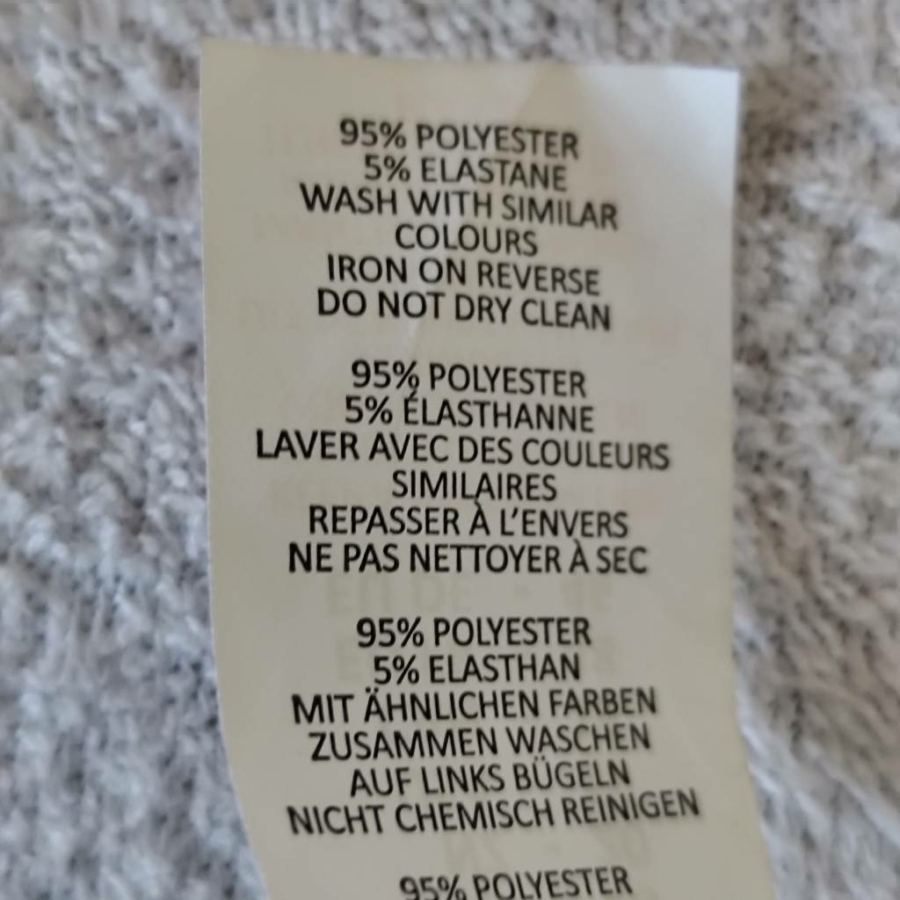 95% POLYESTER
5% ELASTANE
WASH WITH SIMILAR
COLOURS
IRON ON REVERSE
DO NOT DRY CLEAN
95% POLYESTER
5% ÉLASTHANNE
LAVER AVEC DES COULEURS
SIMILAIRES
REPASSER À L'ENVERS
NE PAS NETTOYER À SEC
95% POLYESTER
5% ELASTHAN
MIT ÄHNLICHEN FARBEN
ZUSAMMEN WASCHEN
AUF LINKS BÜGELN
NICHT CHEMISCH REINIGEN
95% POLYESTER